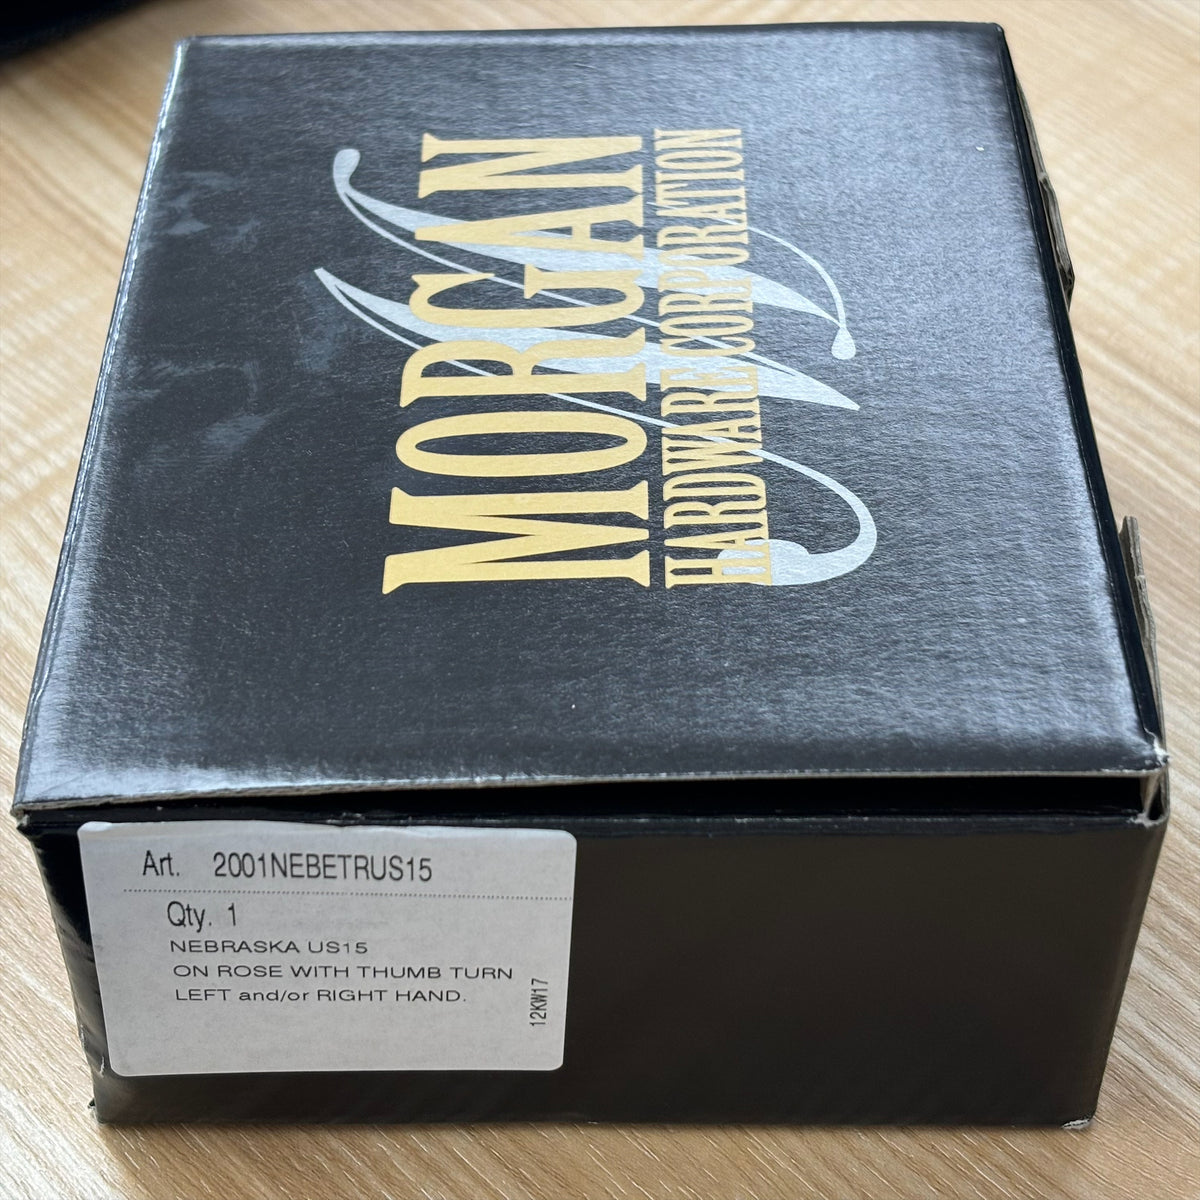 MORGAN
HARDWARE CORPORATION
Art. 2001NEBETRUS15
Qty. 1
NEBRASKA US15
ON ROSE WITH THUMB TURN
LEFT and/or RIGHT HAND.
12KW17